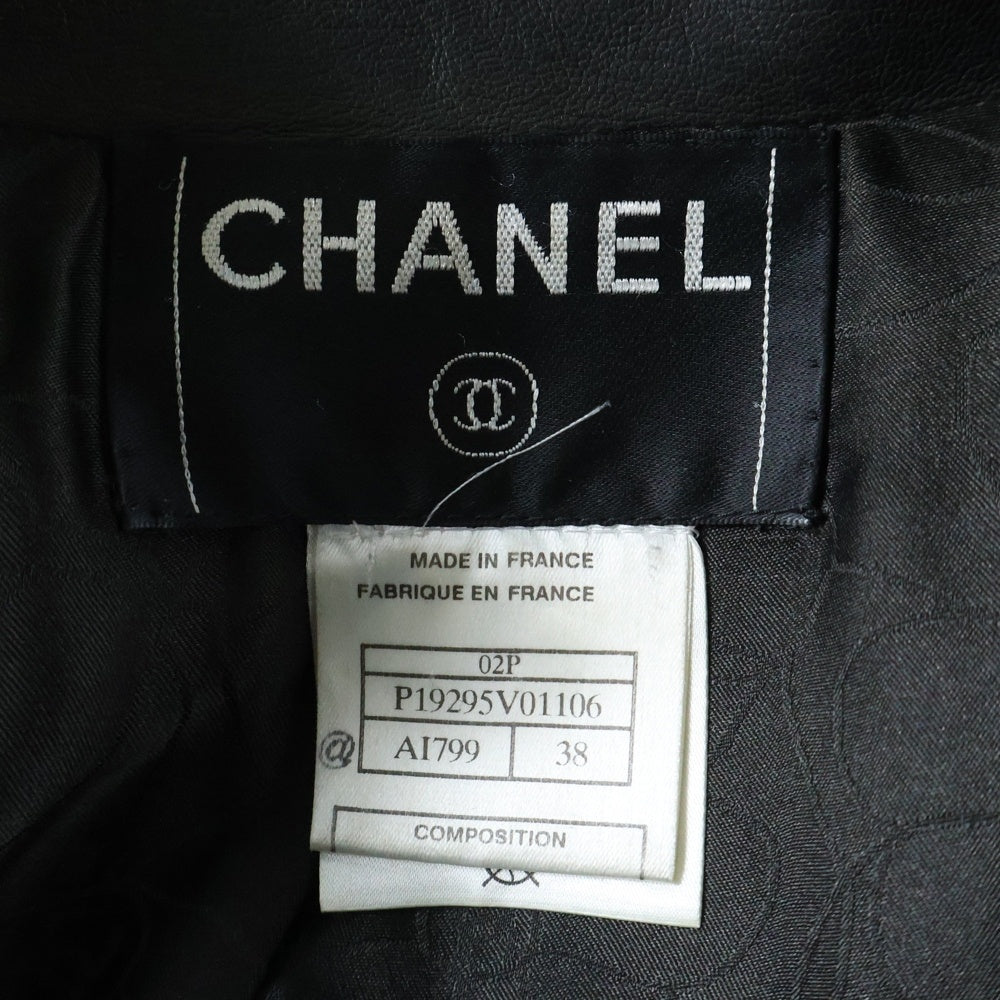 CHANEL
MADE IN FRANCE
FABRIQUE EN FRANCE
02P
P19295V01106
@ AI799 38
COMPOSITION